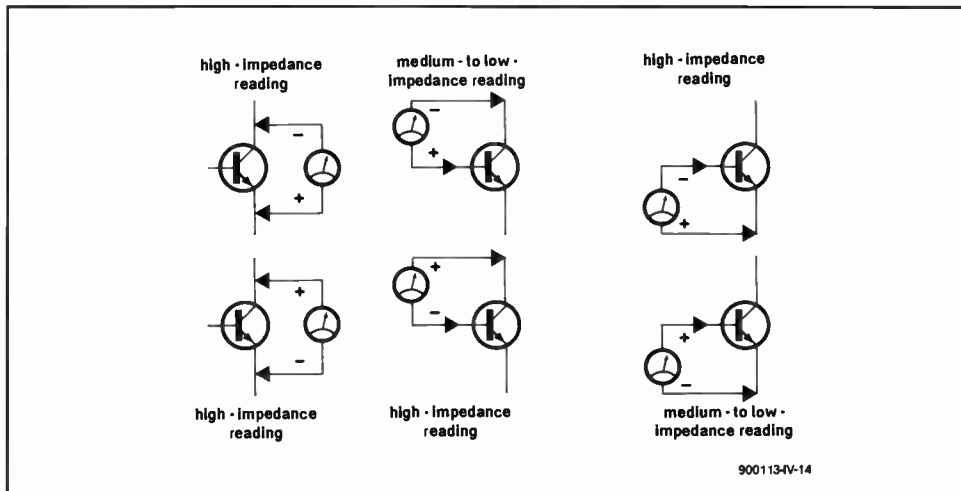 high - impedance
reading
medium - to low -
impedance reading
high - impedance
reading
-
+
-
+
-
+
+
-
+
-
+
-
high - impedance
reading
high - impedance
reading
medium - to low -
impedance reading
900113-IV-14